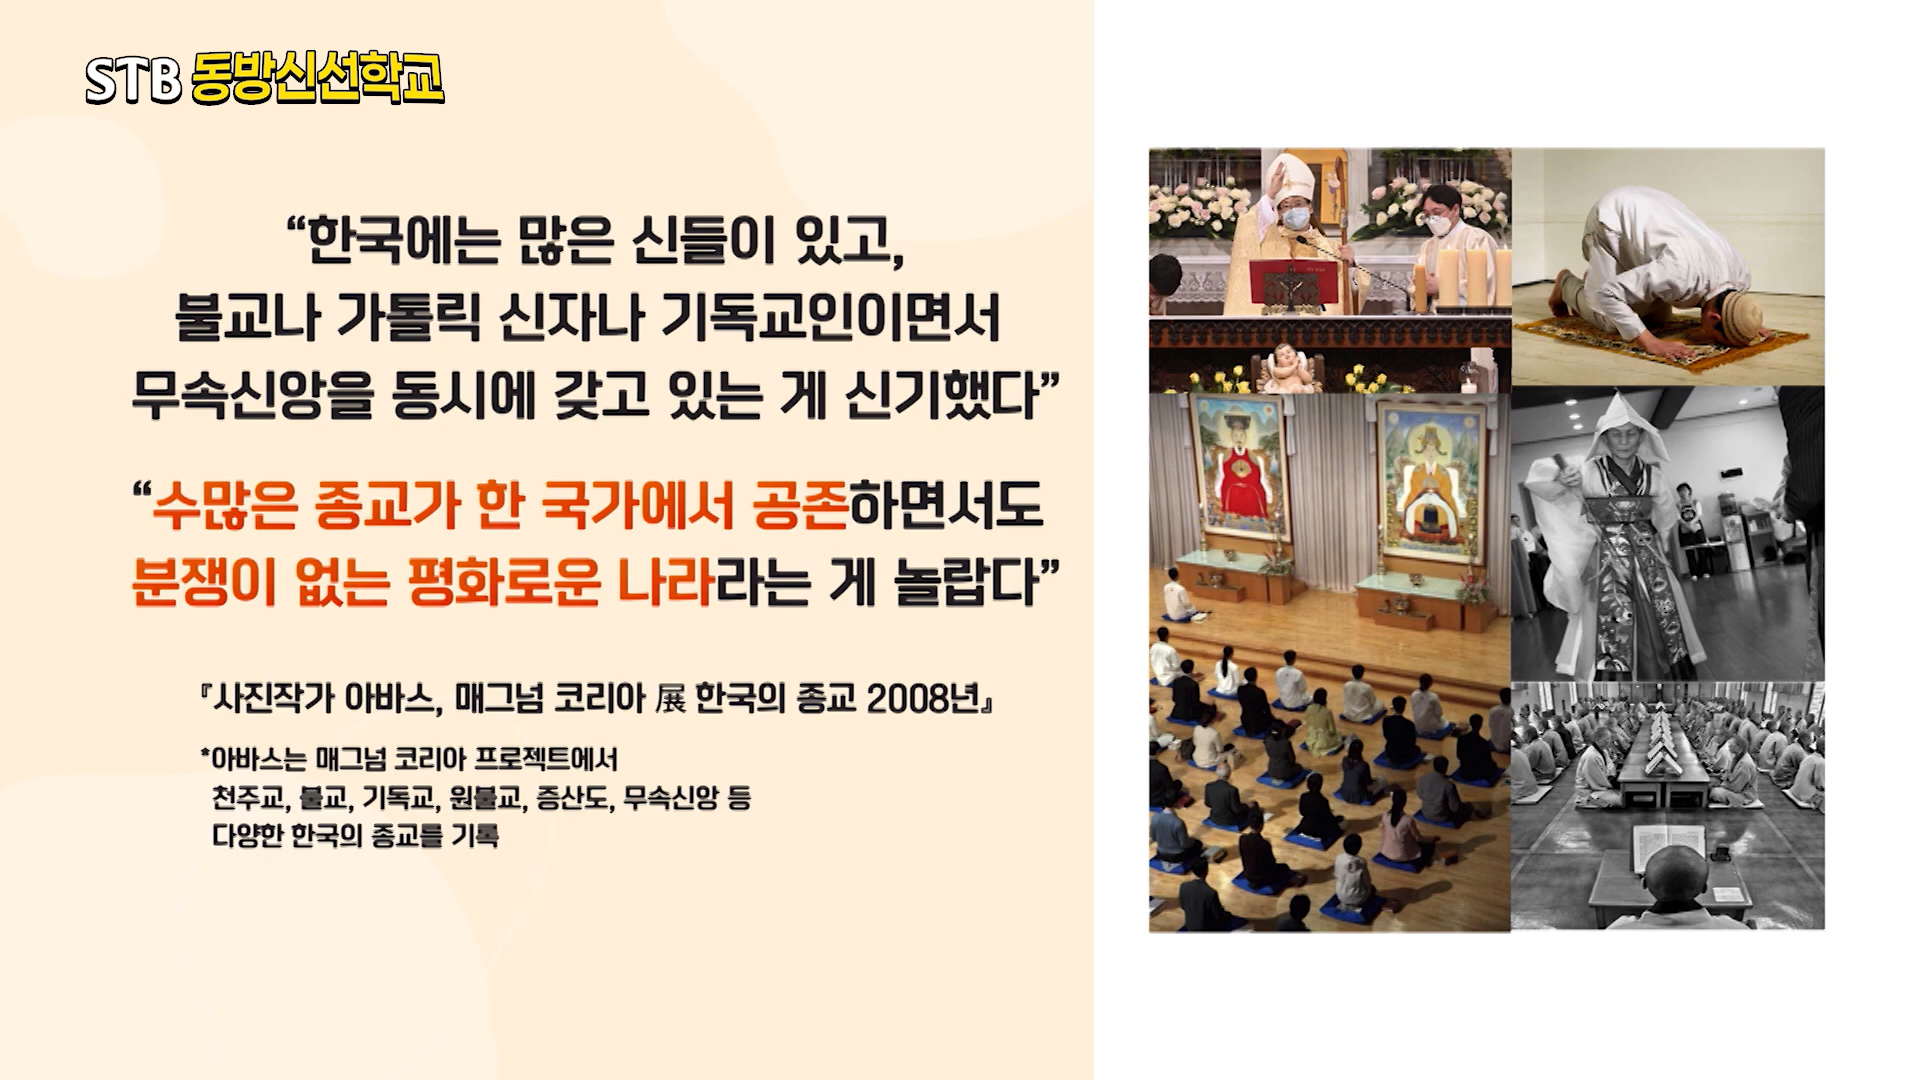 STB 동방신선학교
“한국에는 많은 신들이 있고,
불교나 가톨릭 신자나 기독교인이면서
무속신앙을 동시에 갖고 있는 게 신기했다”
“수많은 종교가 한 국가에서 공존하면서도
분쟁이 없는 평화로운 나라라는 게 놀랍다”
『사진작가 아바스, 매그넘 코리아 展 한국의 종교 2008년』
*아바스는 매그넘 코리아 프로젝트에서
천주교, 불교, 기독교, 원불교, 증산도, 무속신앙 등
다양한 한국의 종교를 기록